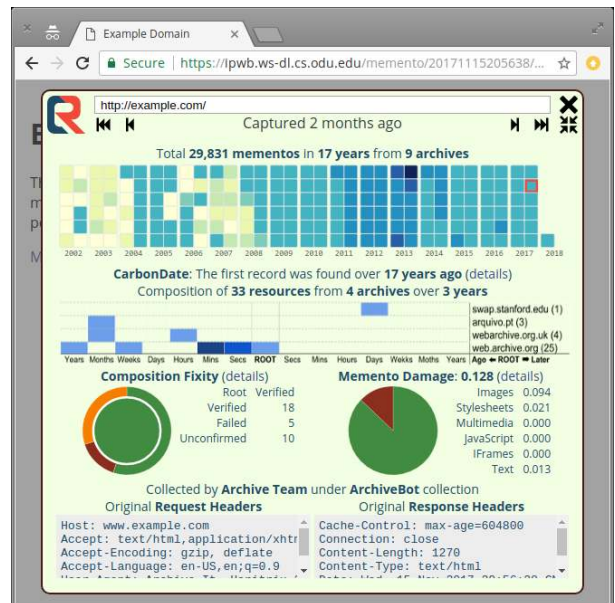 Example Domain
Secure | https://ipwb.ws-dl.cs.odu.edu/memento/20171115205638/...
http://example.com/
Captured 2 months ago
Total 29,831 mementos in 17 years from 9 archives
2002 2003 2004 2005 2006 2007 2008 2009 2010 2011 2012 2013 2014 2015 2016 2017 2018
CarbonDate: The first record was found over 17 years ago (details)
Composition of 33 resources from 4 archives over 3 years
swap.stanford.edu (1)
arquivo.pt (3)
webarchive.org.uk (4)
web.archive.org (25)
Years Months Weeks Days Hours Mins Secs ROOT Secs Mins Hours Days Wekks Moths Years Age ⬅ ROOT ➡ Later
Composition Fixity (details)
Root Verified
Verified 18
Failed 5
Unconfirmed 10
Memento Damage: 0.128 (details)
Images 0.094
Stylesheets 0.021
Multimedia 0.000
JavaScript 0.000
IFrames 0.000
Text 0.013
Collected by Archive Team under ArchiveBot collection
Original Request Headers
Host: www.example.com
Accept: text/html,application/xht
Accept-Encoding: gzip, deflate
Accept-Language: en-US,en;q=0.9
Original Response Headers
Cache-Control: max-age=604800
Connection: close
Content-Length: 1270
Content-Type: text/html